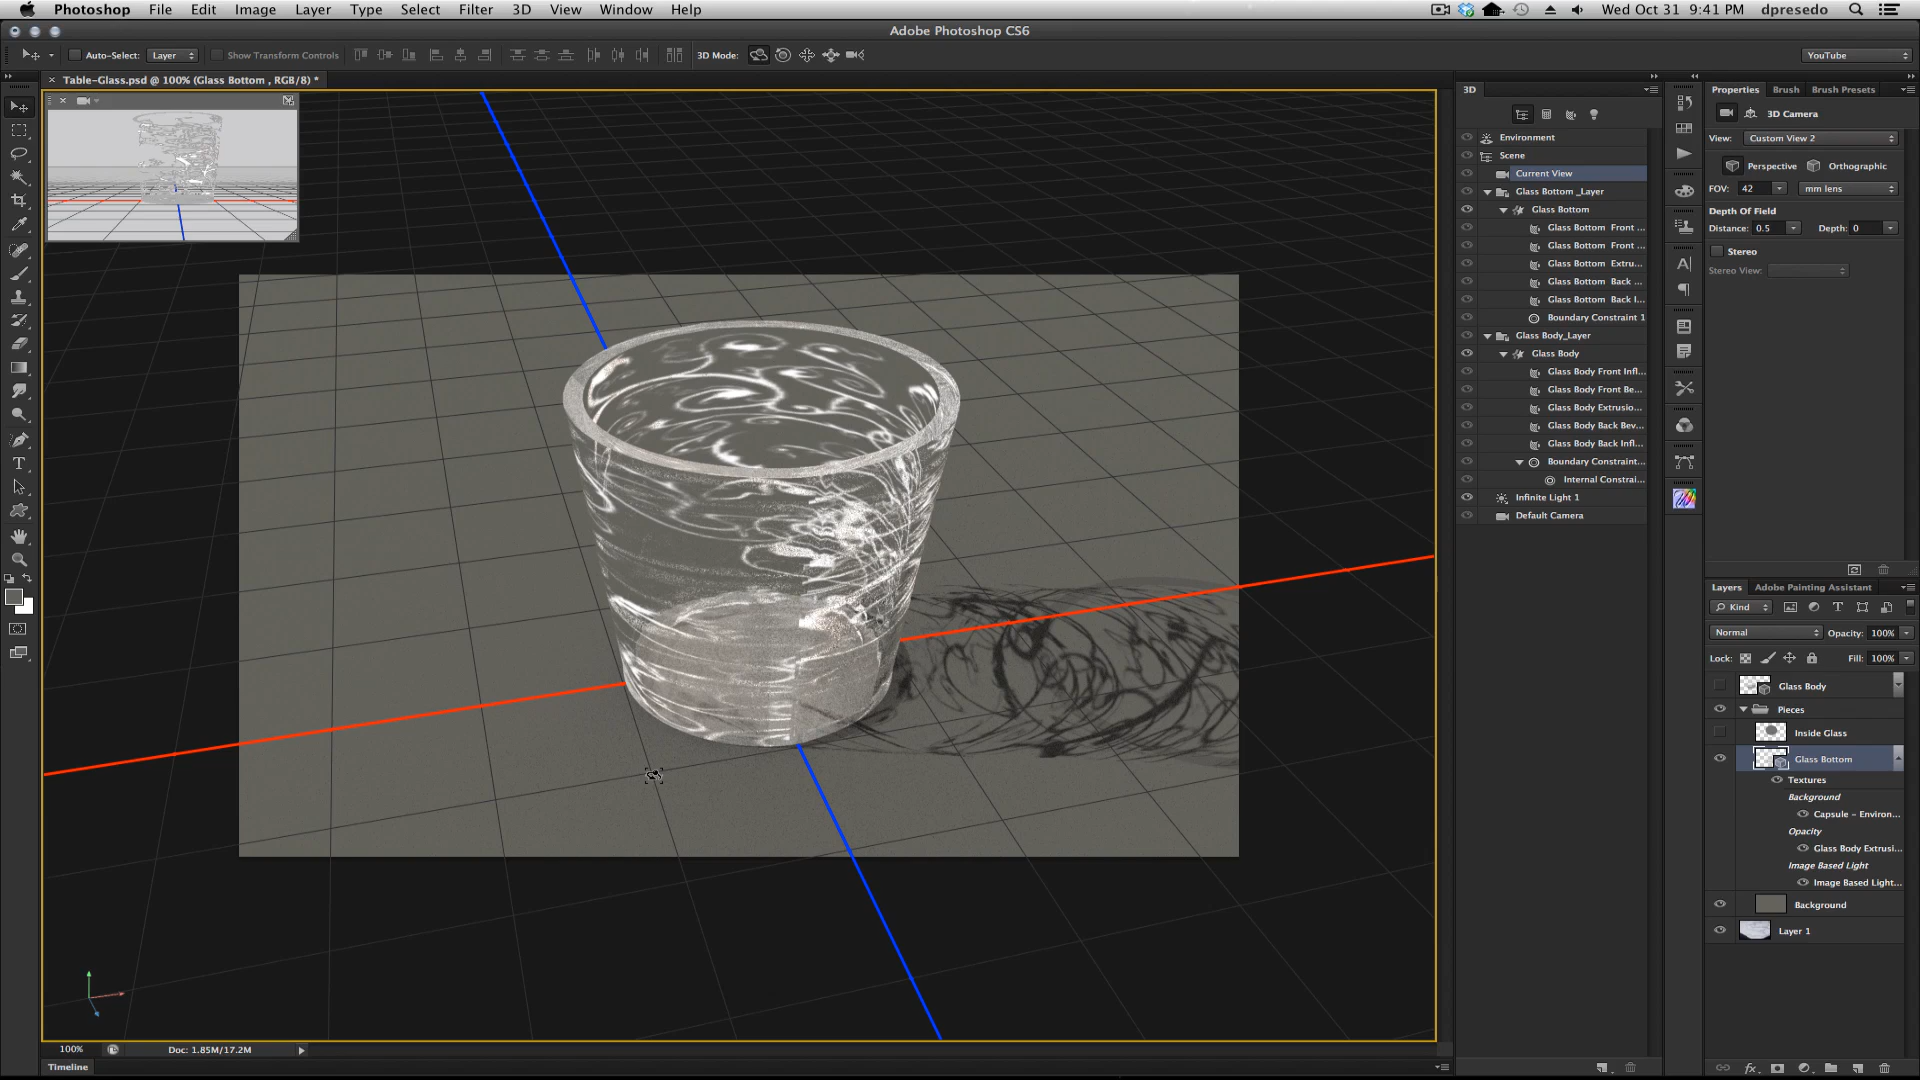 Photoshop File Edit Image Layer Type Select Filter 3D View Window Help
Wed Oct 31 9:41 PM dpresedo
Adobe Photoshop CS6
Auto-Select: Layer Show Transform Controls 3D Mode: YouTube
Table-Glass.psd @ 100% (Glass Bottom , RGB/8) *
3D
Environment
Scene
Current View
Glass Bottom _Layer
Glass Bottom
Glass Bottom Front ...
Glass Bottom Front ...
Glass Bottom Extru...
Glass Bottom Back ...
Glass Bottom Back I...
Boundary Constraint 1
Glass Body_Layer
Glass Body
Glass Body Front Infl...
Glass Body Front Be...
Glass Body Extrusio...
Glass Body Back Bev...
Glass Body Back Infl...
Boundary Constraint...
Internal Constrai...
Infinite Light 1
Default Camera
Properties Brush Brush Presets
3D Camera
View: Custom View 2
Perspective Orthographic
FOV: 42 mm lens
Depth Of Field
Distance: 0.5 Depth: 0
Stereo
Stereo View:
Layers Adobe Painting Assistant
Kind
Normal Opacity: 100%
Lock: Fill: 100%
Glass Body
Pieces
Inside Glass
Glass Bottom
Textures
Background
Capsule - Environ...
Opacity
Glass Body Extrusi...
Image Based Light
Image Based Light...
Background
Layer 1
100% Doc: 1.85M/17.2M
Timeline